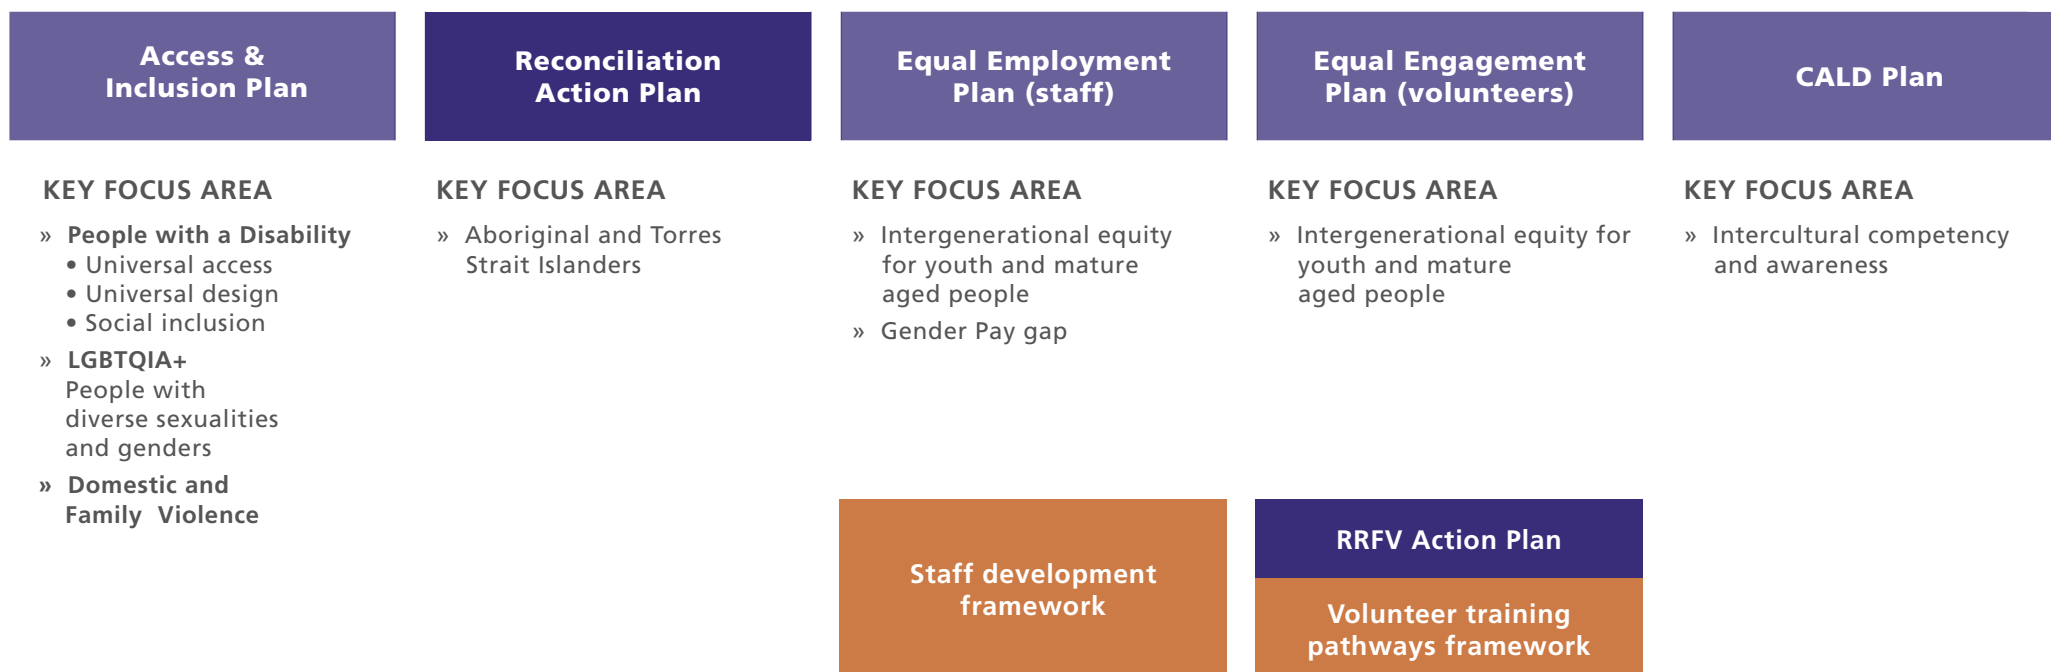 Access &
Inclusion Plan
KEY FOCUS AREA
» People with a Disability
• Universal access
• Universal design
• Social inclusion
» LGBTQIA+
People with
diverse sexualities
and genders
» Domestic and
Family Violence
Reconciliation
Action Plan
KEY FOCUS AREA
» Aboriginal and Torres
Strait Islanders
Equal Employment
Plan (staff)
KEY FOCUS AREA
» Intergenerational equity
for youth and mature
aged people
» Gender Pay gap
Staff development
framework
Equal Engagement
Plan (volunteers)
KEY FOCUS AREA
» Intergenerational equity for
youth and mature
aged people
RRFV Action Plan
Volunteer training
pathways framework
CALD Plan
KEY FOCUS AREA
» Intercultural competency
and awareness